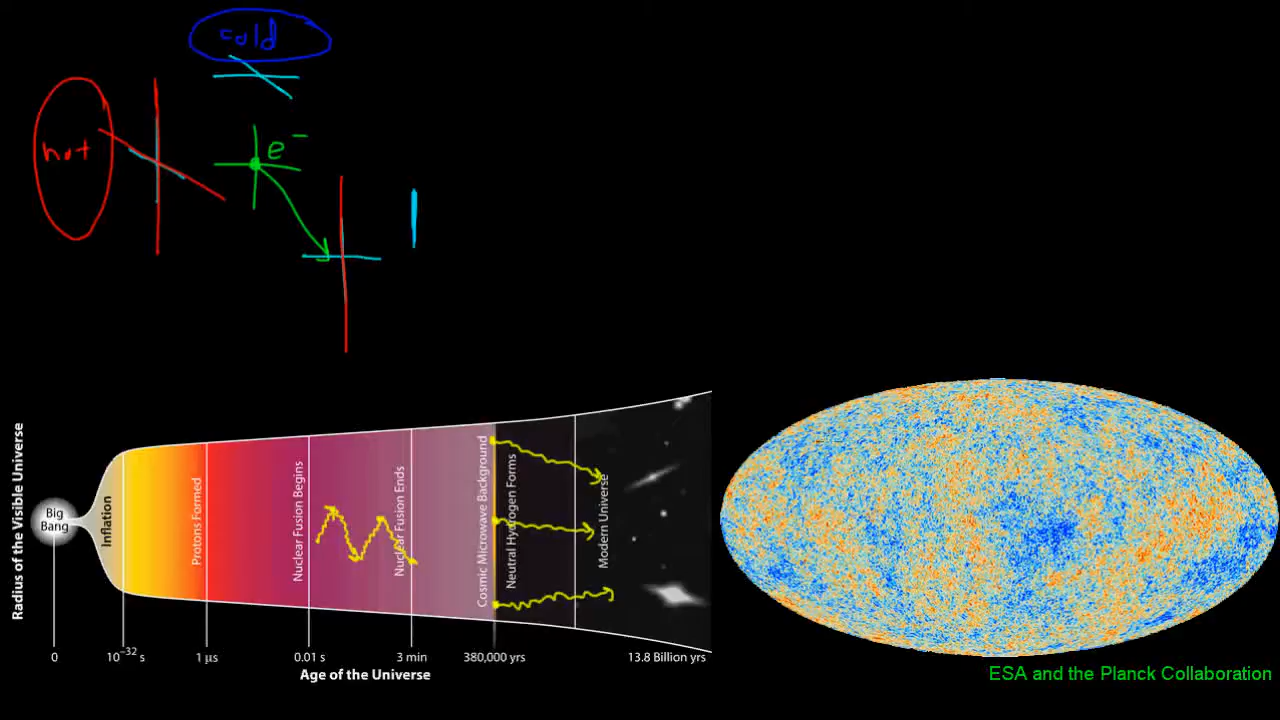 cold
hot
e⁻
Radius of the Visible Universe
Big
Bang
Inflation
Protons Formed
Nuclear Fusion Begins
Nuclear Fusion Ends
Cosmic Microwave Background
Neutral Hydrogen Forms
Modern Universe
0
10⁻³² s
1 µs
0.01 s
3 min
380,000 yrs
13.8 Billion yrs
Age of the Universe
ESA and the Planck Collaboration